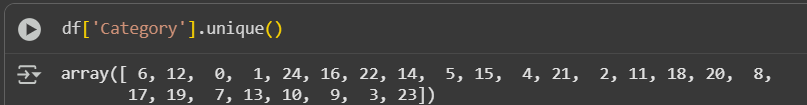 df['Category'].unique()
array([ 6, 12,  0,  1, 24, 16, 22, 14,  5, 15,  4, 21,  2, 11, 18, 20,  8,
       17, 19,  7, 13, 10,  9,  3, 23])